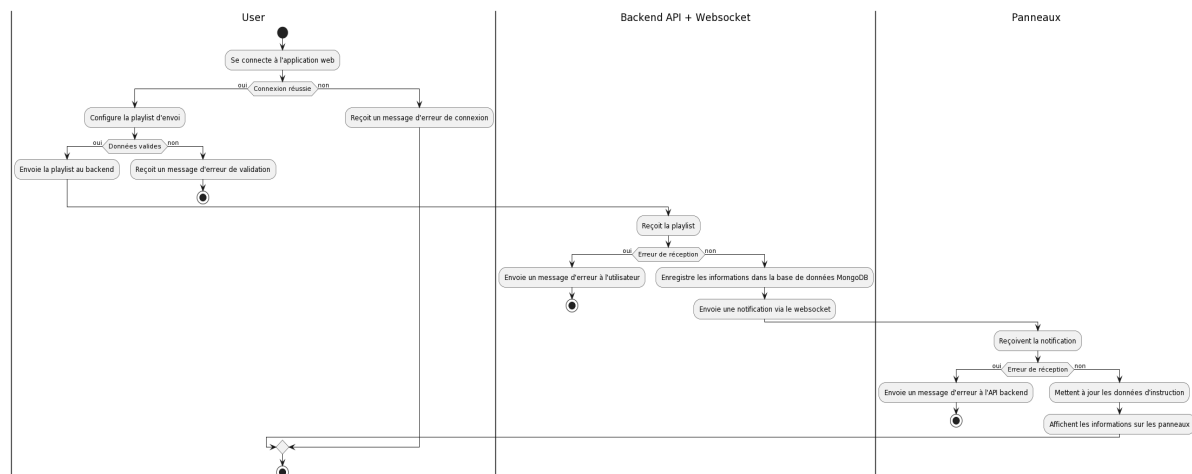 User
Backend API + Websocket
Panneaux
Se connecte à l'application web
oui
Connexion réussie
non
Configure la playlist d'envoi
Reçoit un message d'erreur de connexion
oui
Données valides
non
Envoie la playlist au backend
Reçoit un message d'erreur de validation
Reçoit la playlist
oui
Erreur de réception
non
Envoie un message d'erreur à l'utilisateur
Enregistre les informations dans la base de données MongoDB
Envoie une notification via le websocket
Reçoivent la notification
oui
Erreur de réception
non
Envoie un message d'erreur à l'API backend
Mettent à jour les données d'instruction
Affichent les informations sur les panneaux